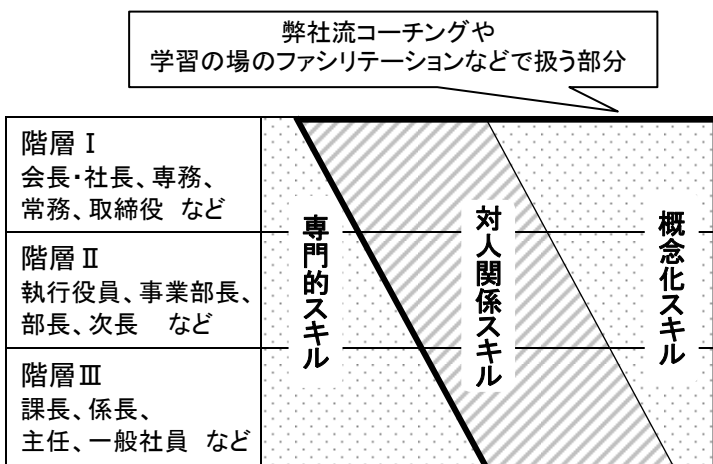 弊社流コーチングや
学習の場のファシリテーションなどで扱う部分
階層Ⅰ
会長・社長、専務、
常務、取締役 など
階層Ⅱ
執行役員、事業部長、
部長、次長 など
階層Ⅲ
課長、係長、
主任、一般社員 など
専門的スキル
対人関係スキル
概念化スキル